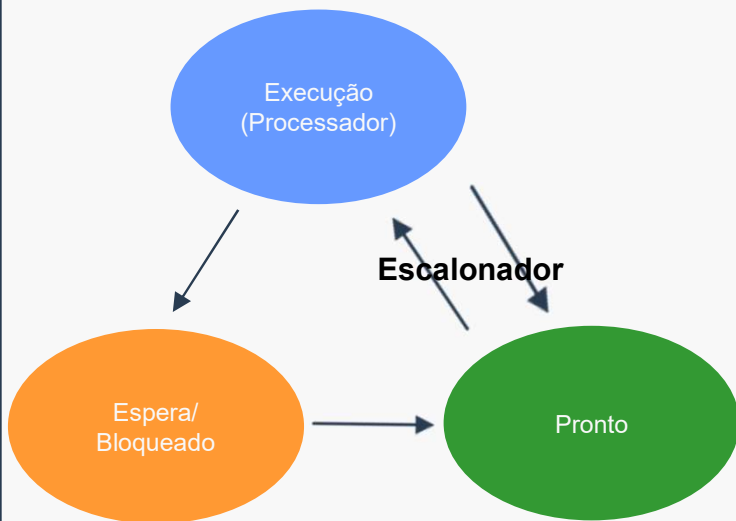 Execução
(Processador)
Escalonador
Espera/
Bloqueado
Pronto